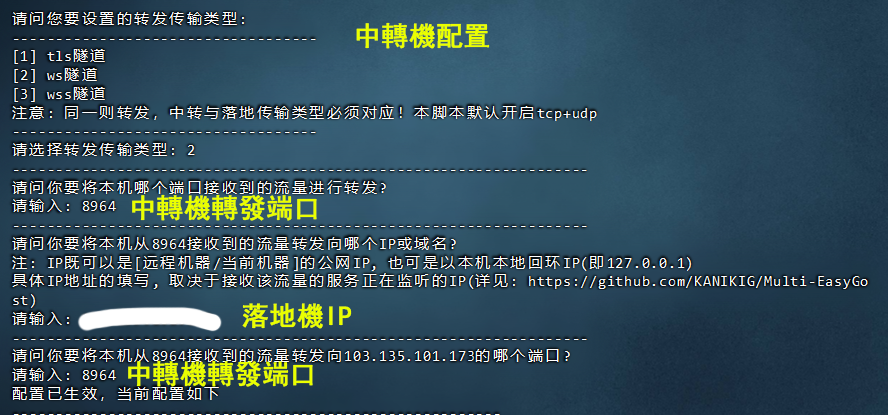 请问您要设置的转发传输类型:
中轉機配置
-----------------------------------
[1] tls隧道
[2] ws隧道
[3] wss隧道
注意: 同一则转发，中转与落地传输类型必须对应！本脚本默认开启tcp+udp
-----------------------------------
请选择转发传输类型: 2
------------------------------------------------------------------
请问你要将本机哪个端口接收到的流量进行转发?
请输入: 8964 中轉機轉發端口
------------------------------------------------------------------
请问你要将本机从8964接收到的流量转发向哪个IP或域名?
注: IP既可以是[远程机器/当前机器]的公网IP, 也可是以本机本地回环IP(即127.0.0.1)
具体IP地址的填写, 取决于接收该流量的服务正在监听的IP(详见: https://github.com/KANIKIG/Multi-EasyGo
st)
请输入: 落地機IP
------------------------------------------------------------------
请问你要将本机从8964接收到的流量转发向103.135.101.173的哪个端口?
请输入: 8964 中轉機轉發端口
配置已生效，当前配置如下
--------------------------------------------------------